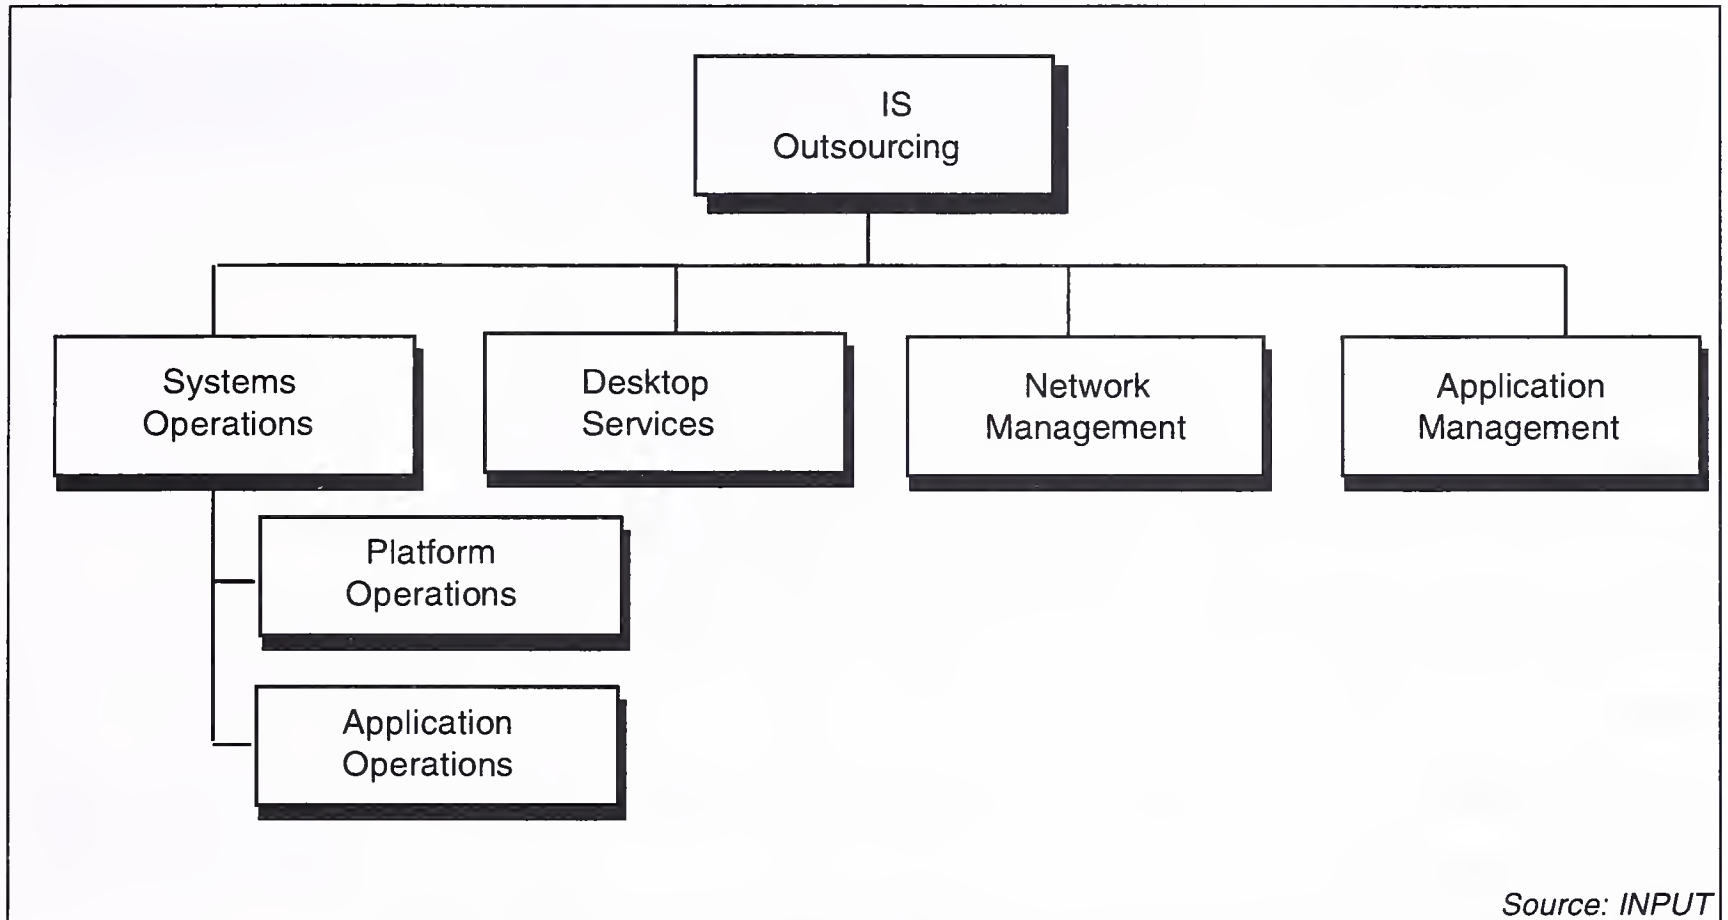 IS
Outsourcing
Systems
Operations
Desktop
Services
Network
Management
Application
Management
Platform
Operations
Application
Operations
Source: INPUT